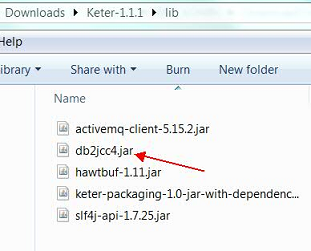 Downloads ▸ Keter-1.1.1 ▸ lib
Help
ibrary ▾ Share with ▾ Burn New folder
Name
activemq-client-5.15.2.jar
db2jcc4.jar
hawtbuf-1.11.jar
keter-packaging-1.0-jar-with-dependenc...
slf4j-api-1.7.25.jar